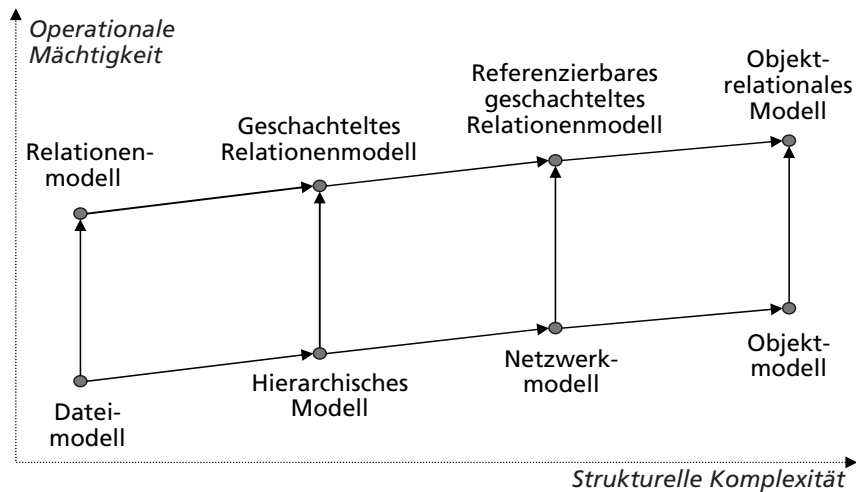 Operationale
Mächtigkeit
Objekt-
relationales
Modell
Referenzierbares
geschachteltes
Relationenmodell
Geschachteltes
Relationenmodell
Relationen-
modell
Objekt-
modell
Netzwerk-
modell
Hierarchisches
Modell
Datei-
modell
Strukturelle Komplexität